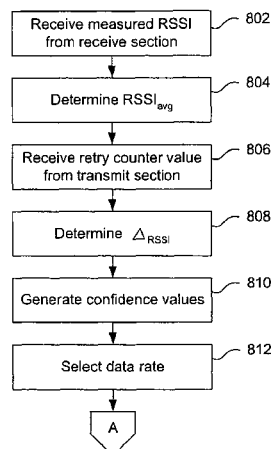 Receive measured RSSI
from receive section
802
Determine RSSIavg
804
Receive retry counter value
from transmit section
806
Determine △RSSI
808
Generate confidence values
810
Select data rate
812
A